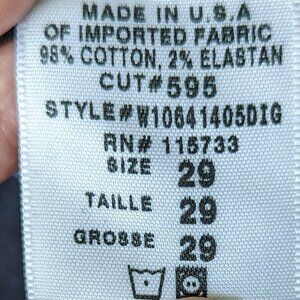 MADE IN U.S.A
OF IMPORTED FABRIC
98% COTTON, 2% ELASTAN
CUT# 595
STYLE# W10641405DIG
RN# 115733
SIZE 29
TAILLE 29
GROSSE 29